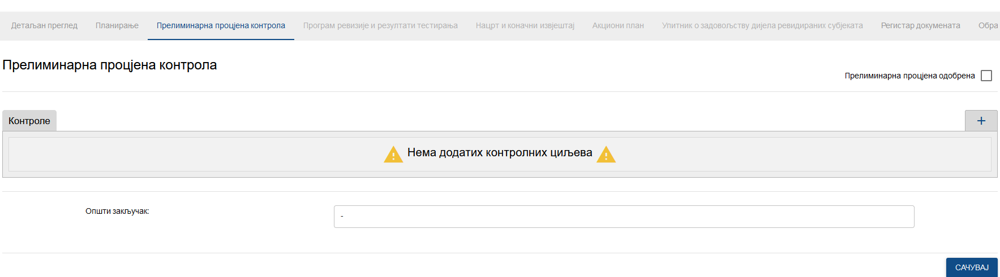 Детаљан преглед Планирање Прелиминарна процјена контрола Програм ревизије и резултати тестирања Нацрт и коначни извјештај Акциони план Упитник о задовољству дијела ревидираних субјеката Регистар докумената Обра
Прелиминарна процјена контрола
Прелиминарна процјена одобрена
Контроле
+
Нема додатих контролних циљева
Општи закључак:
-
САЧУВАЈ